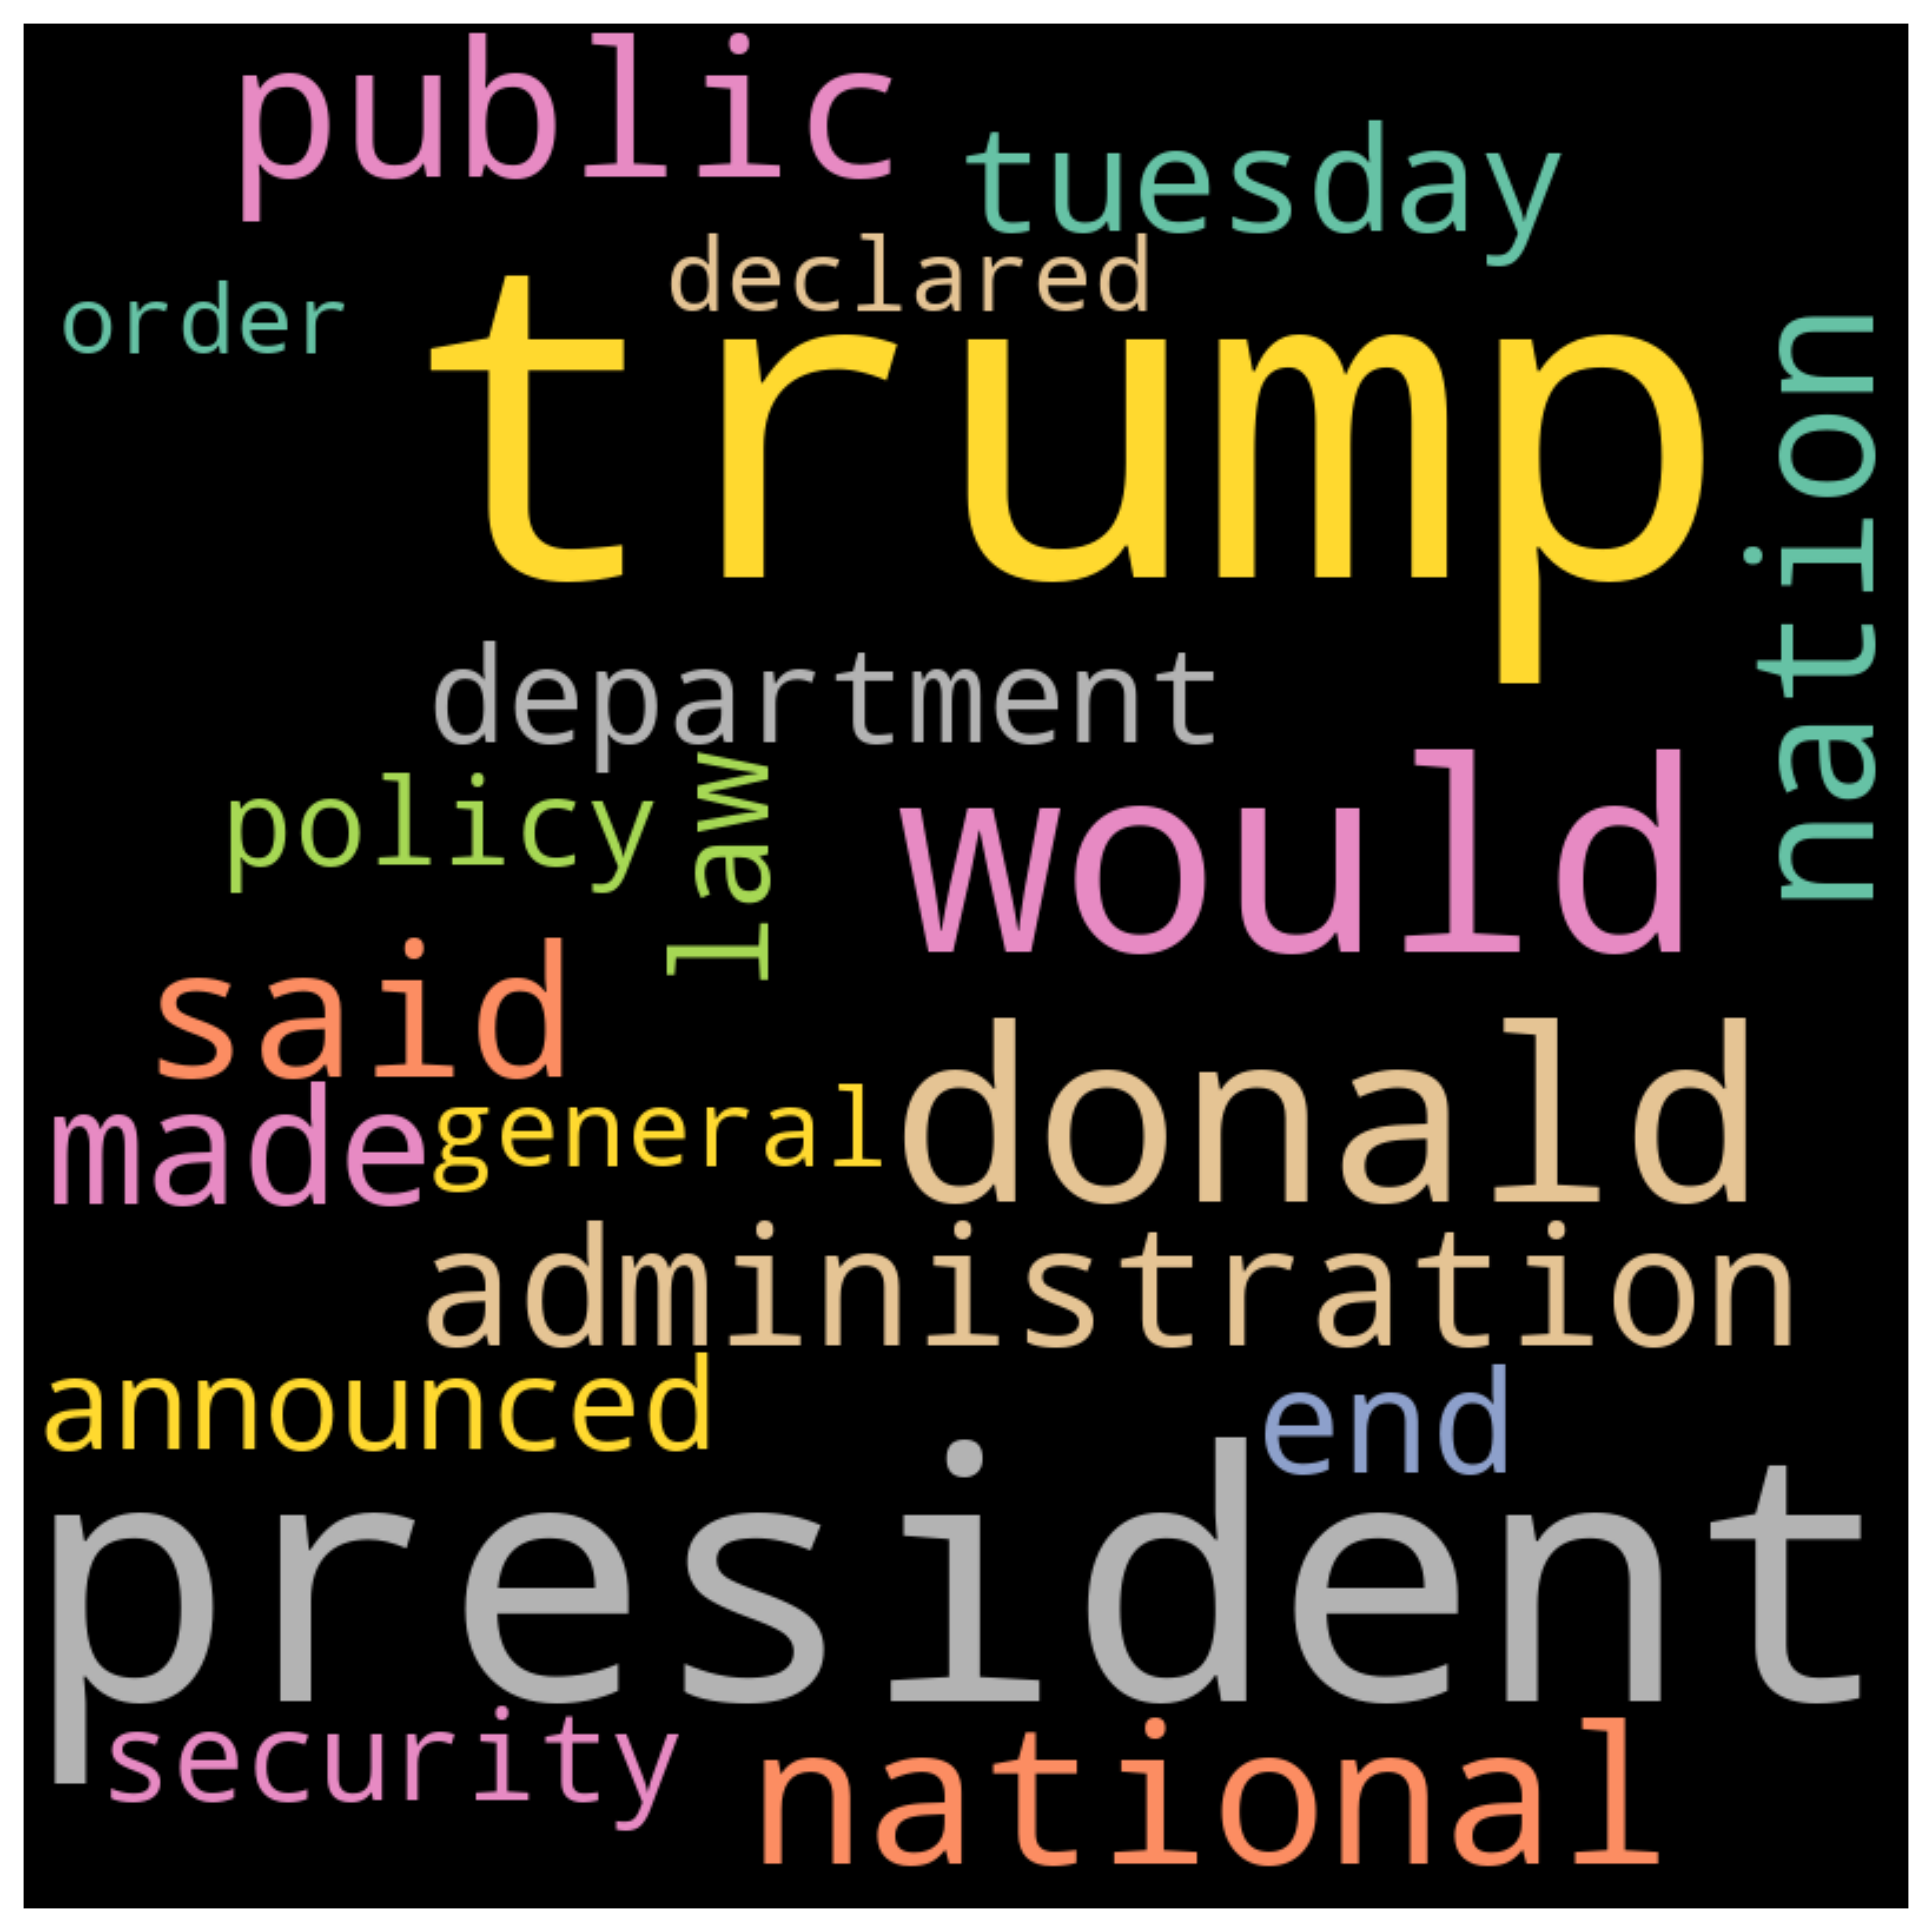 public
tuesday
declared
order
trump
nation
department
policy
law
would
said
donald
made
general
administration
announced
end
president
security
national